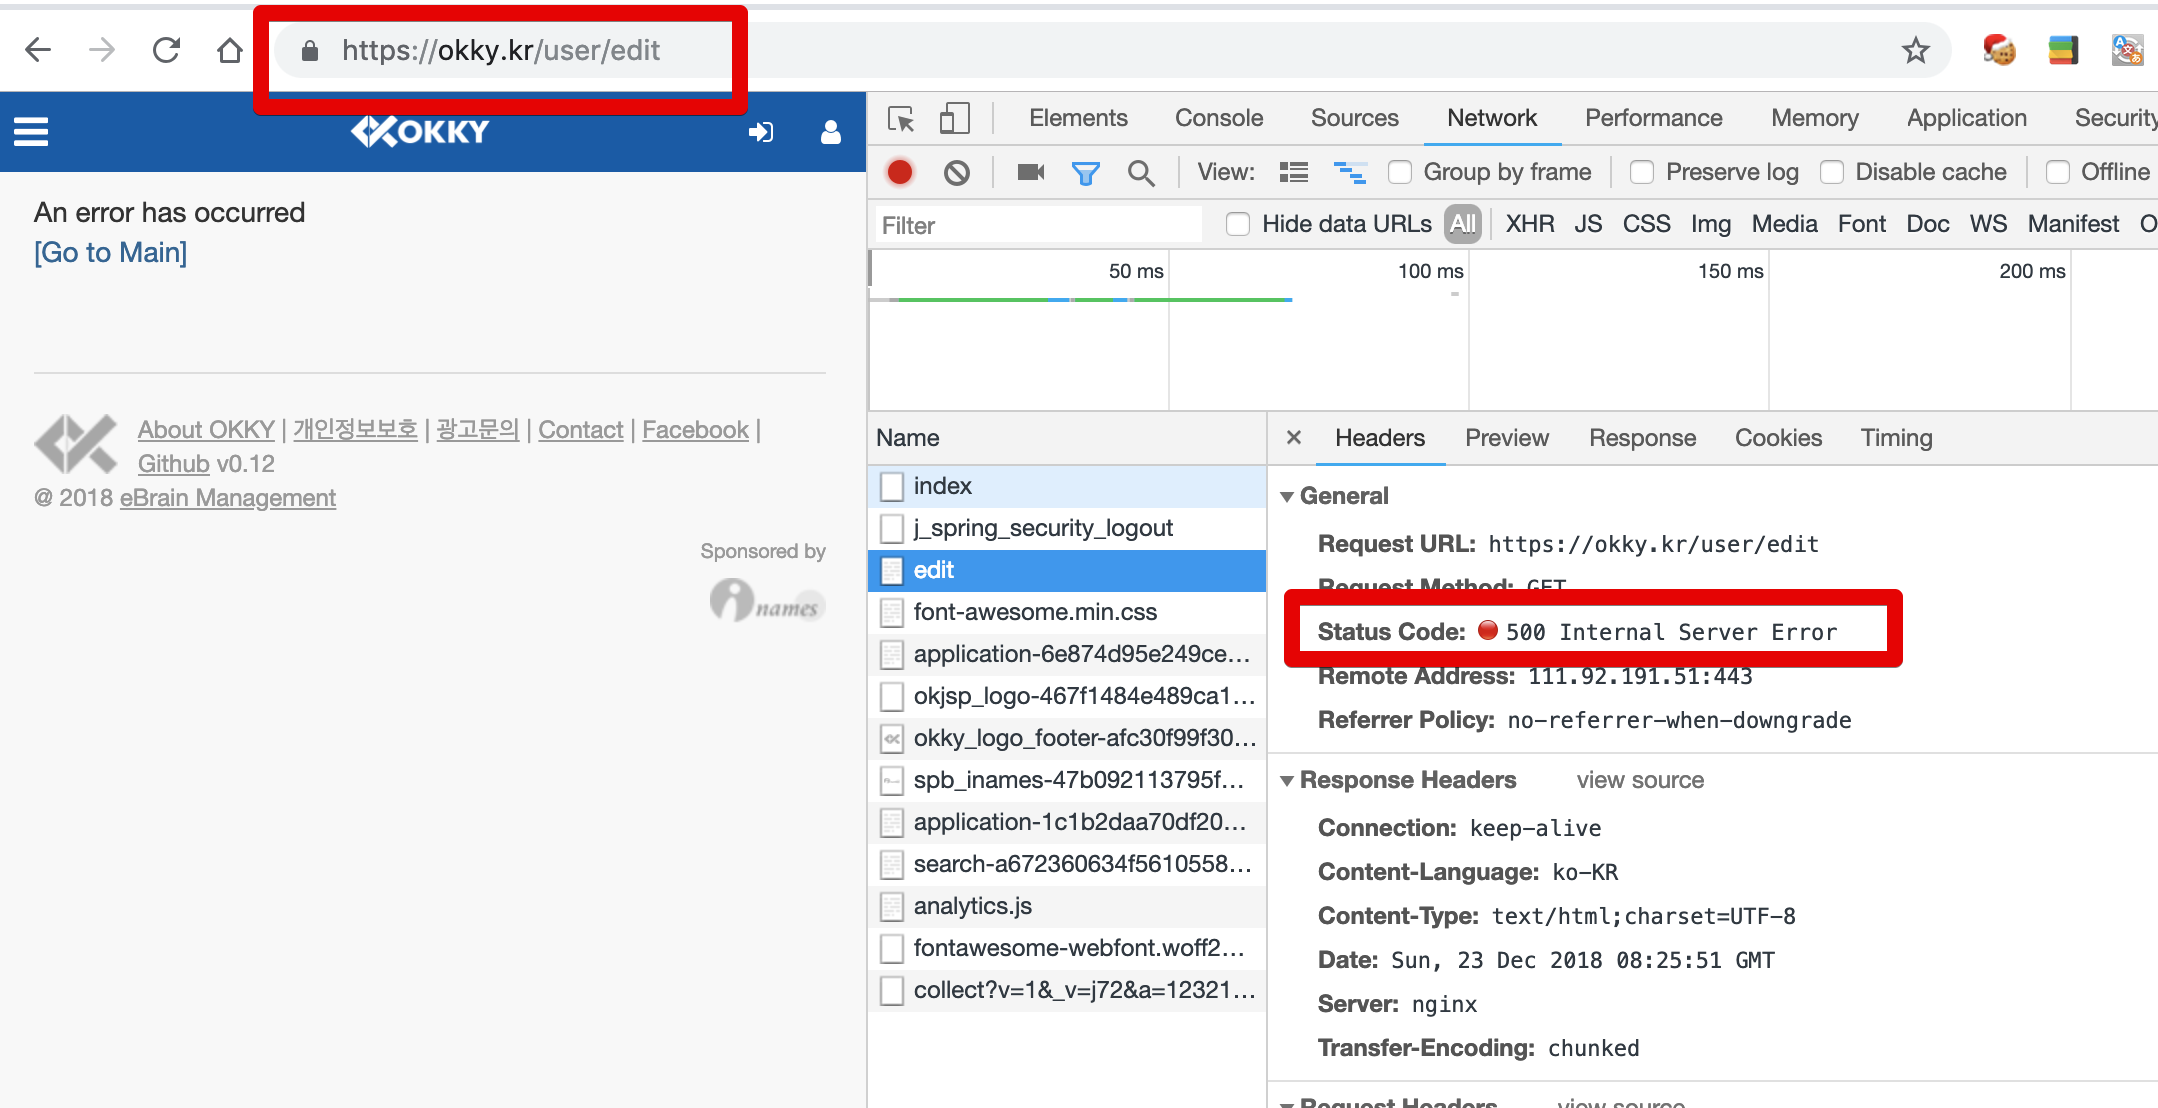 https://okky.kr/user/edit
OKKY
An error has occurred
[Go to Main]
About OKKY | 개인정보보호 | 광고문의 | Contact | Facebook |
Github v0.12
@ 2018 eBrain Management
Sponsored by
names
Elements Console Sources Network Performance Memory Application Security
View: Group by frame Preserve log Disable cache Offline
Filter Hide data URLs All XHR JS CSS Img Media Font Doc WS Manifest O
50 ms 100 ms 150 ms 200 ms
Name
index
j_spring_security_logout
edit
font-awesome.min.css
application-6e874d95e249ce…
okjsp_logo-467f1484e489ca1…
okky_logo_footer-afc30f99f30…
spb_inames-47b092113795f…
application-1c1b2daa70df20…
search-a672360634f5610558…
analytics.js
fontawesome-webfont.woff2…
collect?v=1&_v=j72&a=12321…
× Headers Preview Response Cookies Timing
General
Request URL: https://okky.kr/user/edit
Request Method: GET
Status Code: 500 Internal Server Error
Remote Address: 111.92.191.51:443
Referrer Policy: no-referrer-when-downgrade
Response Headers view source
Connection: keep-alive
Content-Language: ko-KR
Content-Type: text/html;charset=UTF-8
Date: Sun, 23 Dec 2018 08:25:51 GMT
Server: nginx
Transfer-Encoding: chunked
Request Headers view source